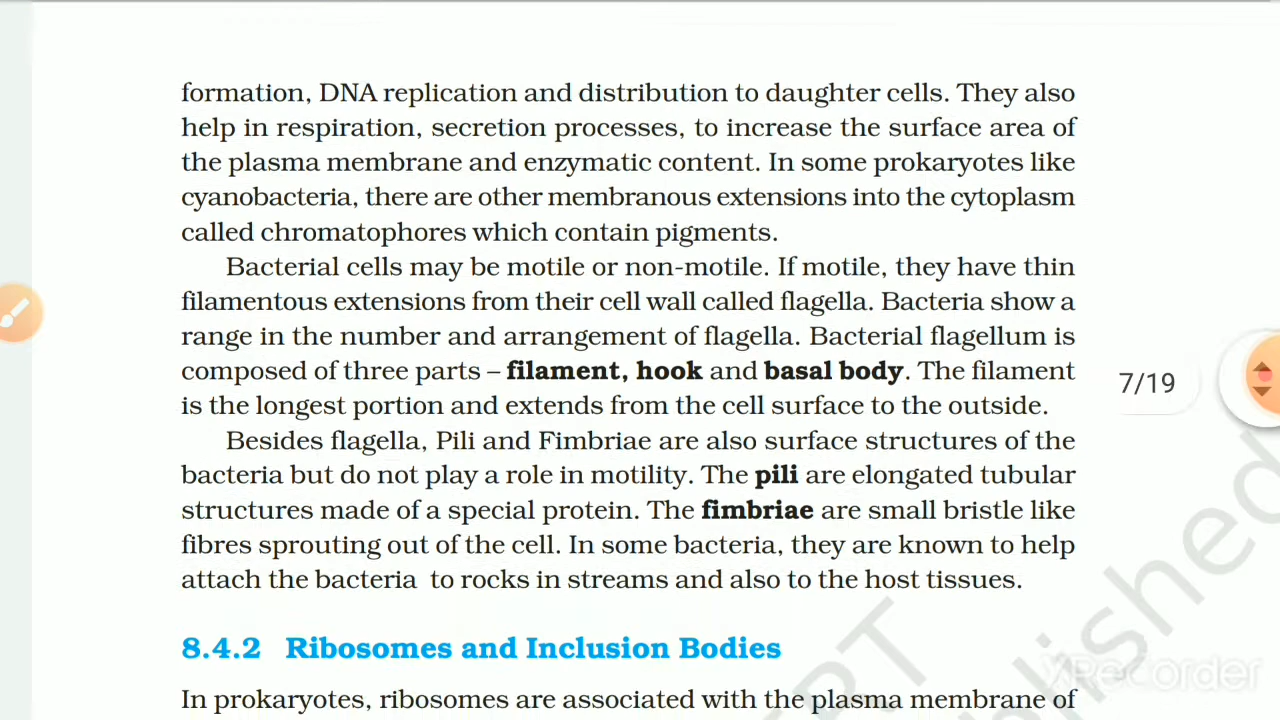 formation, DNA replication and distribution to daughter cells. They also
help in respiration, secretion processes, to increase the surface area of
the plasma membrane and enzymatic content. In some prokaryotes like
cyanobacteria, there are other membranous extensions into the cytoplasm
called chromatophores which contain pigments.
Bacterial cells may be motile or non-motile. If motile, they have thin
filamentous extensions from their cell wall called flagella. Bacteria show a
range in the number and arrangement of flagella. Bacterial flagellum is
composed of three parts – filament, hook and basal body. The filament
is the longest portion and extends from the cell surface to the outside.
Besides flagella, Pili and Fimbriae are also surface structures of the
bacteria but do not play a role in motility. The pili are elongated tubular
structures made of a special protein. The fimbriae are small bristle like
fibres sprouting out of the cell. In some bacteria, they are known to help
attach the bacteria to rocks in streams and also to the host tissues.
8.4.2 Ribosomes and Inclusion Bodies
In prokaryotes, ribosomes are associated with the plasma membrane of
7/19
XRecorder